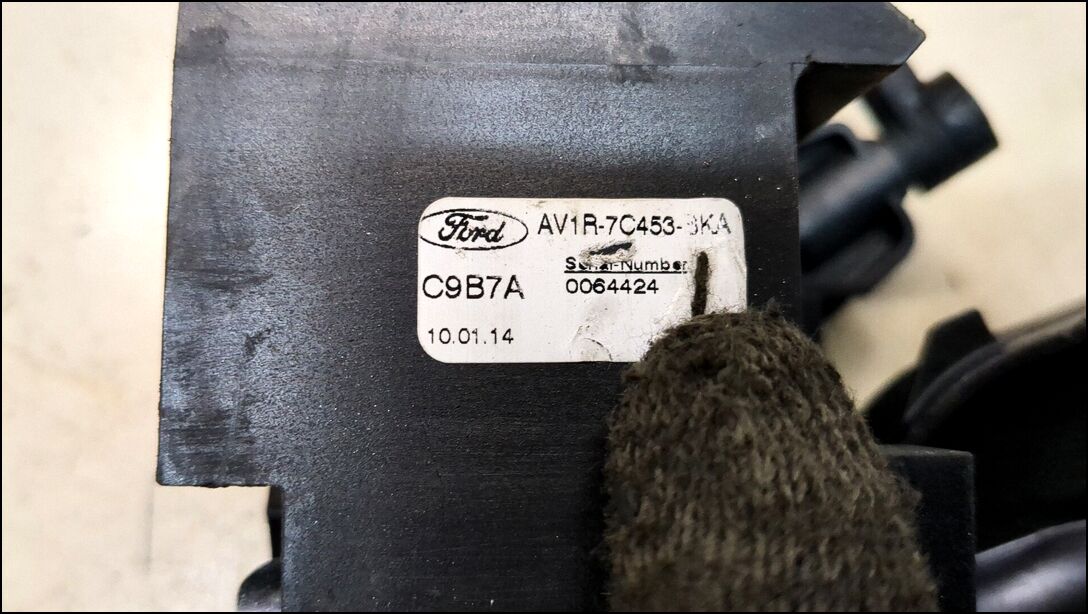 Ford
AV1R-7C453-
Serial-Number
C9B7A
0064424
10.01.14